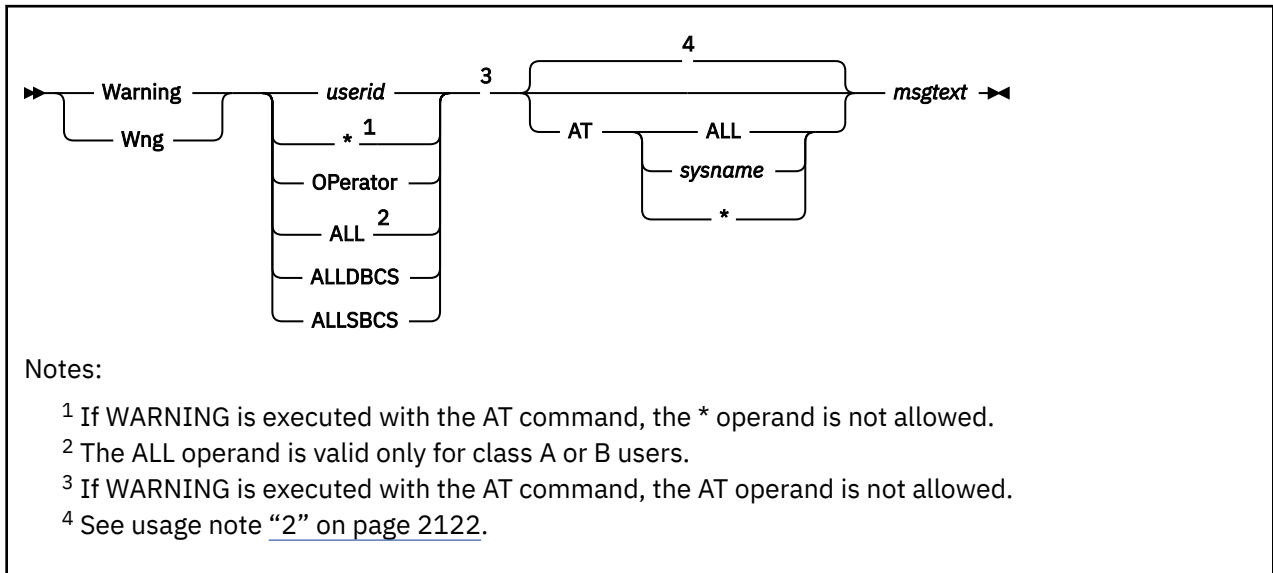 4
Warning userid 3 msgtext
Wng * 1 AT ALL
OPerator sysname
ALL 2 *
ALLDBCS
ALLSBCS
Notes:
1 If WARNING is executed with the AT command, the * operand is not allowed.
2 The ALL operand is valid only for class A or B users.
3 If WARNING is executed with the AT command, the AT operand is not allowed.
4 See usage note “2” on page 2122.